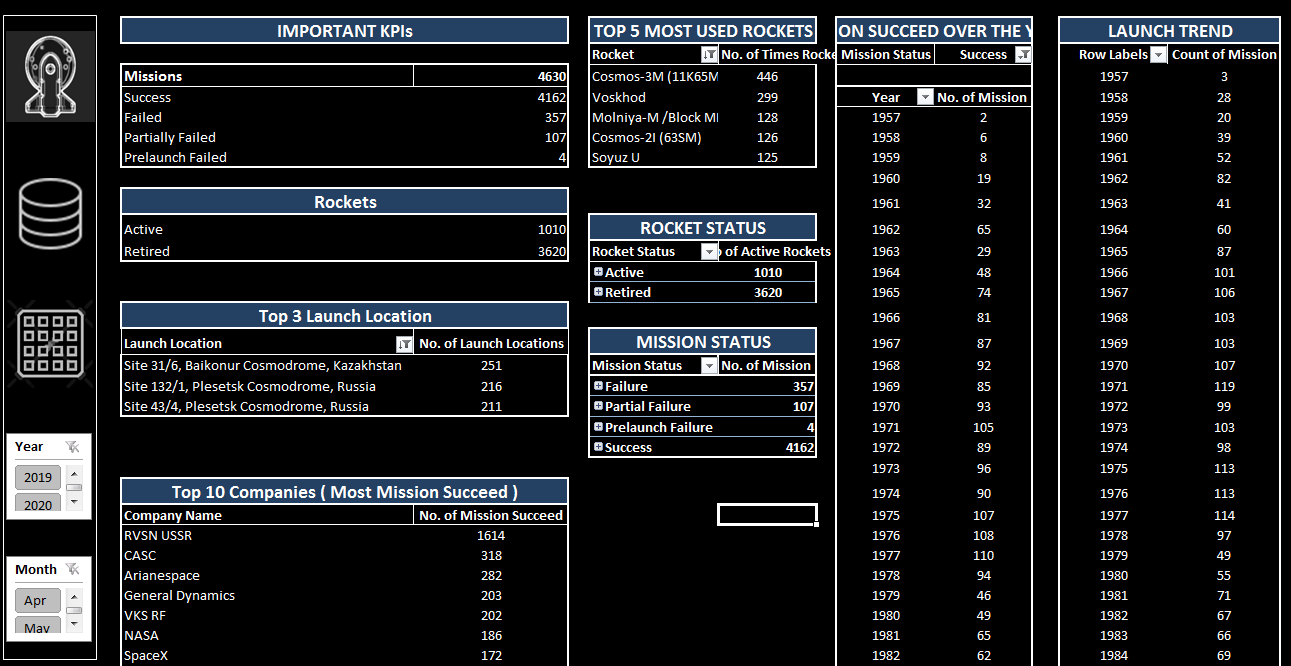 IMPORTANT KPIs
Missions 4630
Success 4162
Failed 357
Partially Failed 107
Prelaunch Failed 4
Rockets
Active 1010
Retired 3620
Top 3 Launch Location
Launch Location No. of Launch Locations
Site 31/6, Baikonur Cosmodrome, Kazakhstan 251
Site 132/1, Plesetsk Cosmodrome, Russia 216
Site 43/4, Plesetsk Cosmodrome, Russia 211
Year
2019
2020
Month
Apr
May
Top 10 Companies ( Most Mission Succeed )
Company Name No. of Mission Succeed
RVSN USSR 1614
CASC 318
Arianespace 282
General Dynamics 203
VKS RF 202
NASA 186
SpaceX 172
TOP 5 MOST USED ROCKETS
Rocket No. of Times Rocke
Cosmos-3M (11K65M 446
Voskhod 299
Molniya-M /Block 128
Cosmos-2I (63SM) 126
Soyuz U 125
ROCKET STATUS
Rocket Status of Active Rockets
Active 1010
Retired 3620
MISSION STATUS
Mission Status No. of Mission
Failure 357
Partial Failure 107
Prelaunch Failure 4
Success 4162
ON SUCCEED OVER THE
Mission Status Success
Year No. of Mission
1957 2
1958 6
1959 8
1960 19
1961 32
1962 65
1963 29
1964 48
1965 74
1966 81
1967 87
1968 92
1969 85
1970 93
1971 105
1972 89
1973 96
1974 90
1975 107
1976 108
1977 110
1978 94
1979 46
1980 49
1981 65
1982 62
LAUNCH TREND
Row Labels Count of Mission
1957 3
1958 28
1959 20
1960 39
1961 52
1962 82
1963 41
1964 60
1965 87
1966 101
1967 106
1968 103
1969 103
1970 107
1971 119
1972 99
1973 103
1974 98
1975 113
1976 113
1977 114
1978 97
1979 49
1980 55
1981 71
1982 67
1983 66
1984 69